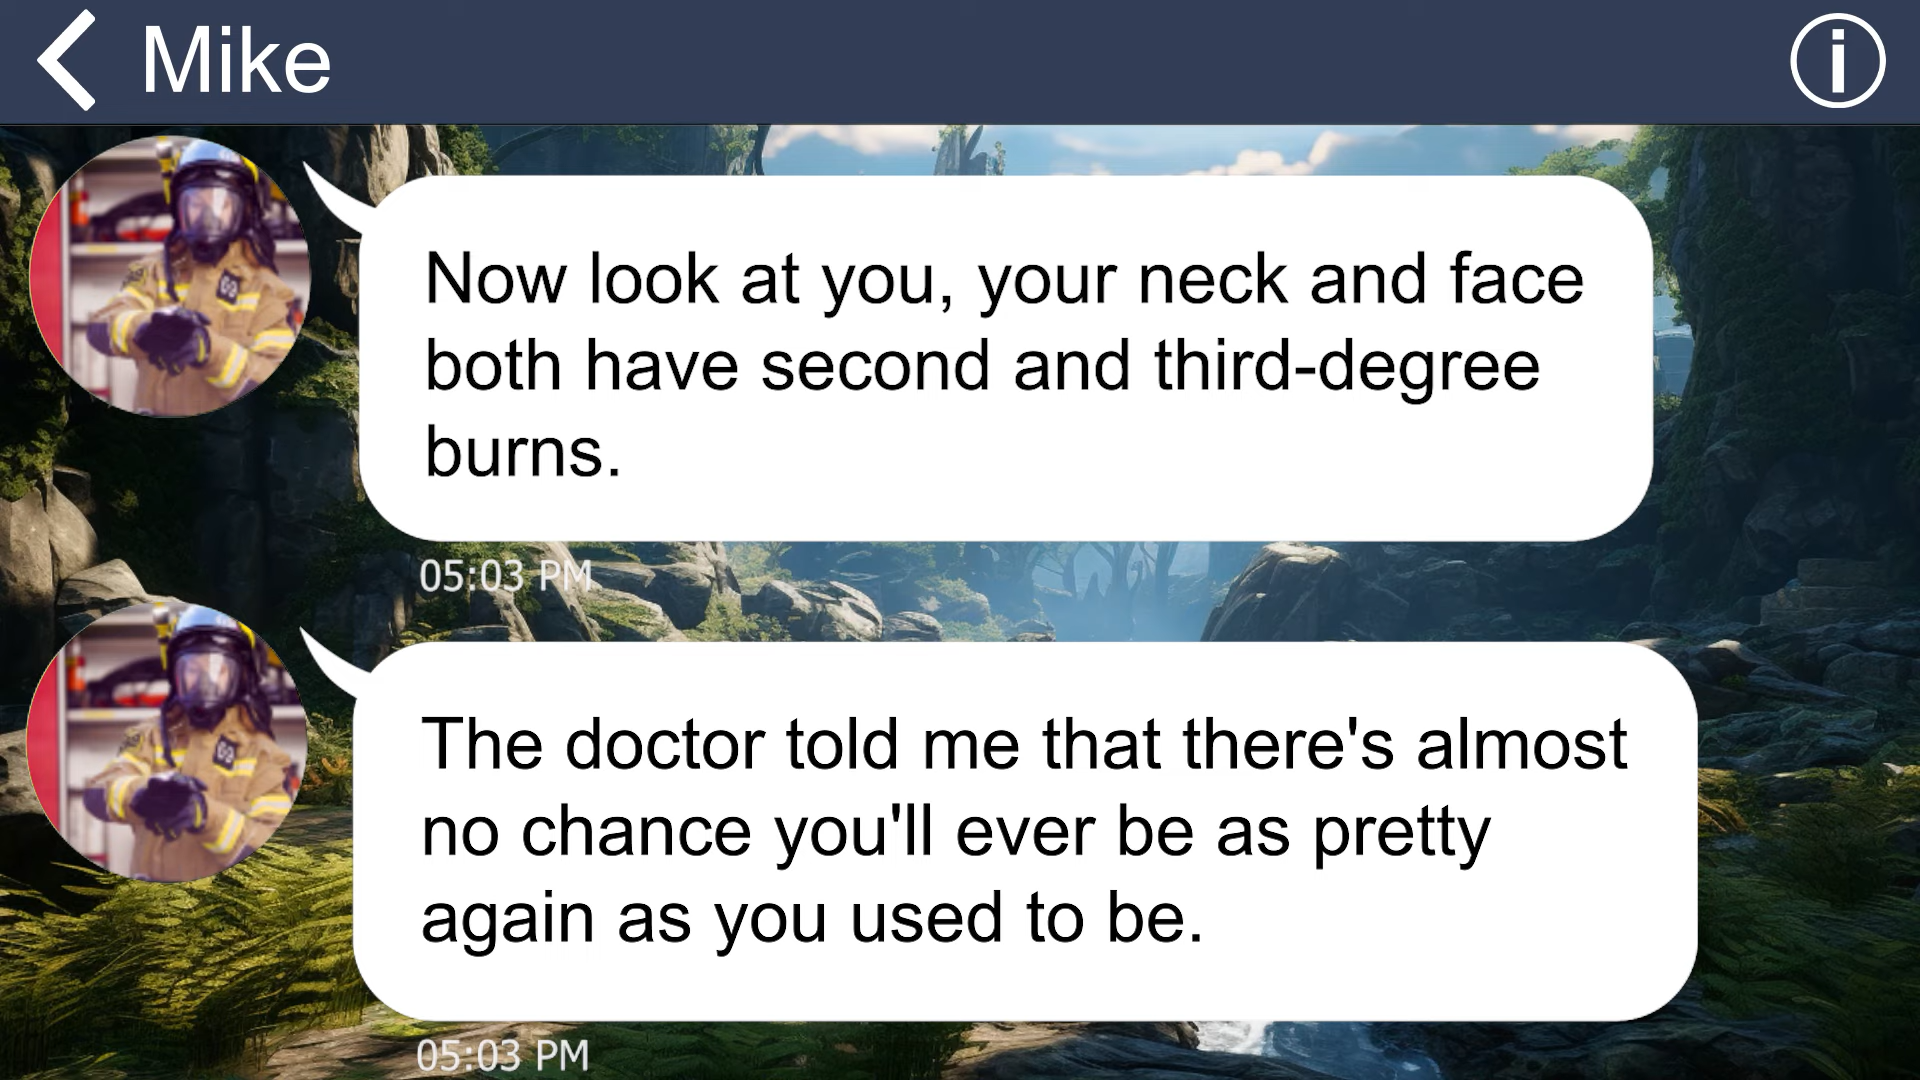 Mike
Now look at you, your neck and face
both have second and third-degree
burns.
05:03 PM
The doctor told me that there's almost
no chance you'll ever be as pretty
again as you used to be.
05:03 PM